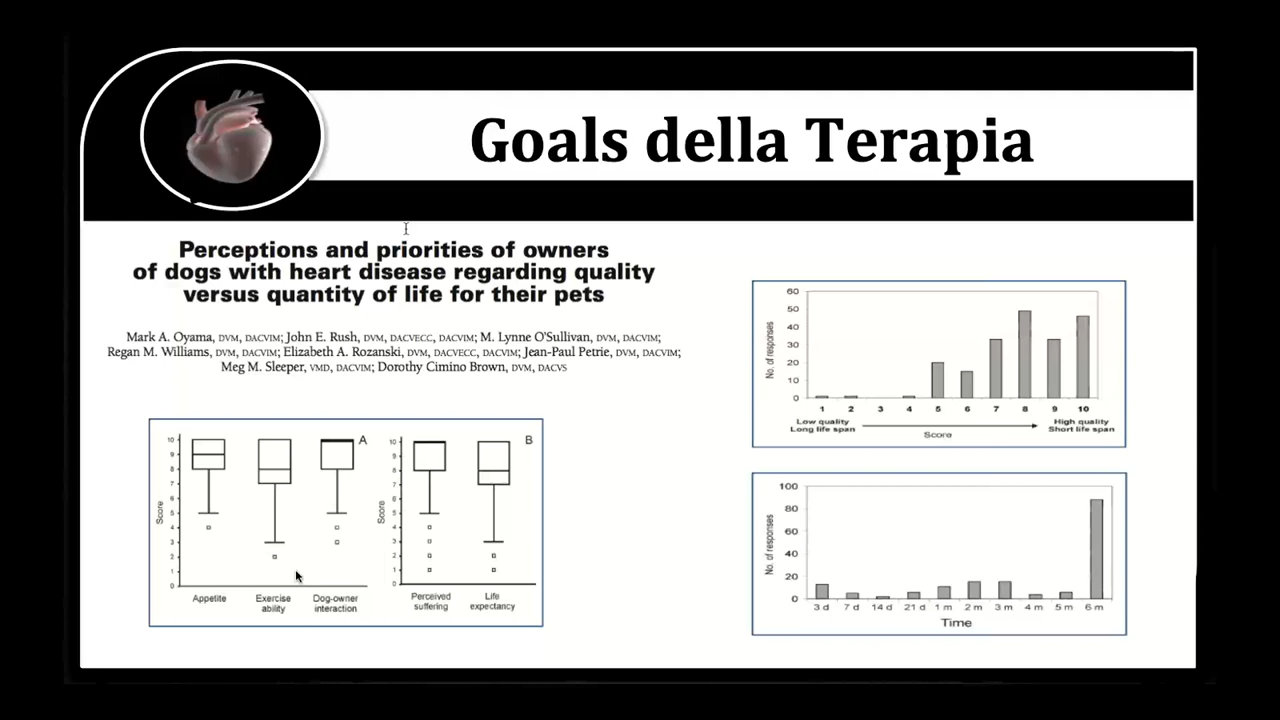 Goals della Terapia
Perceptions and priorities of owners
of dogs with heart disease regarding quality
versus quantity of life for their pets
Mark A. Oyama, DVM, DACVIM; John E. Rush, DVM, DACVECC, DACVIM; M. Lynne O'Sullivan, DVM, DACVIM;
Regan M. Williams, DVM, DACVIM; Elizabeth A. Rozanski, DVM, DACVECC, DACVIM; Jean-Paul Petrie, DVM, DACVIM;
Meg M. Sleeper, VMD, DACVIM; Dorothy Cimino Brown, DVM, DACVS
A
10
9
8
7
6
5
4
3
2
1
0
Score
Appetite
Exercise
ability
Dog-owner
interaction
B
10
9
8
7
6
5
4
3
2
1
0
Score
Perceived
suffering
Life
expectancy
60
50
40
30
20
10
0
No. of responses
1 2 3 4 5 6 7 8 9 10
Low quality
Long life span
High quality
Short life span
Score
100
80
60
40
20
0
No. of responses
3 d 7 d 14 d 21 d 1 m 2 m 3 m 4 m 5 m 6 m
Time